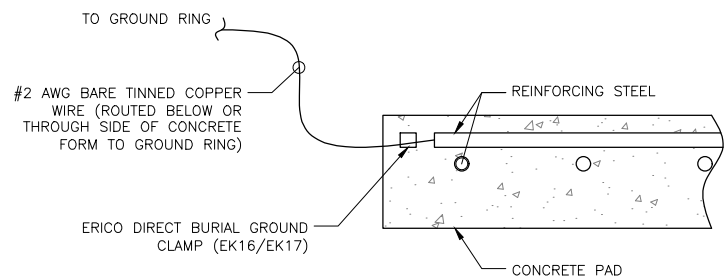 TO GROUND RING
#2 AWG BARE TINNED COPPER
WIRE (ROUTED BELOW OR
THROUGH SIDE OF CONCRETE
FORM TO GROUND RING)
REINFORCING STEEL
ERICO DIRECT BURIAL GROUND
CLAMP (EK16/EK17)
CONCRETE PAD